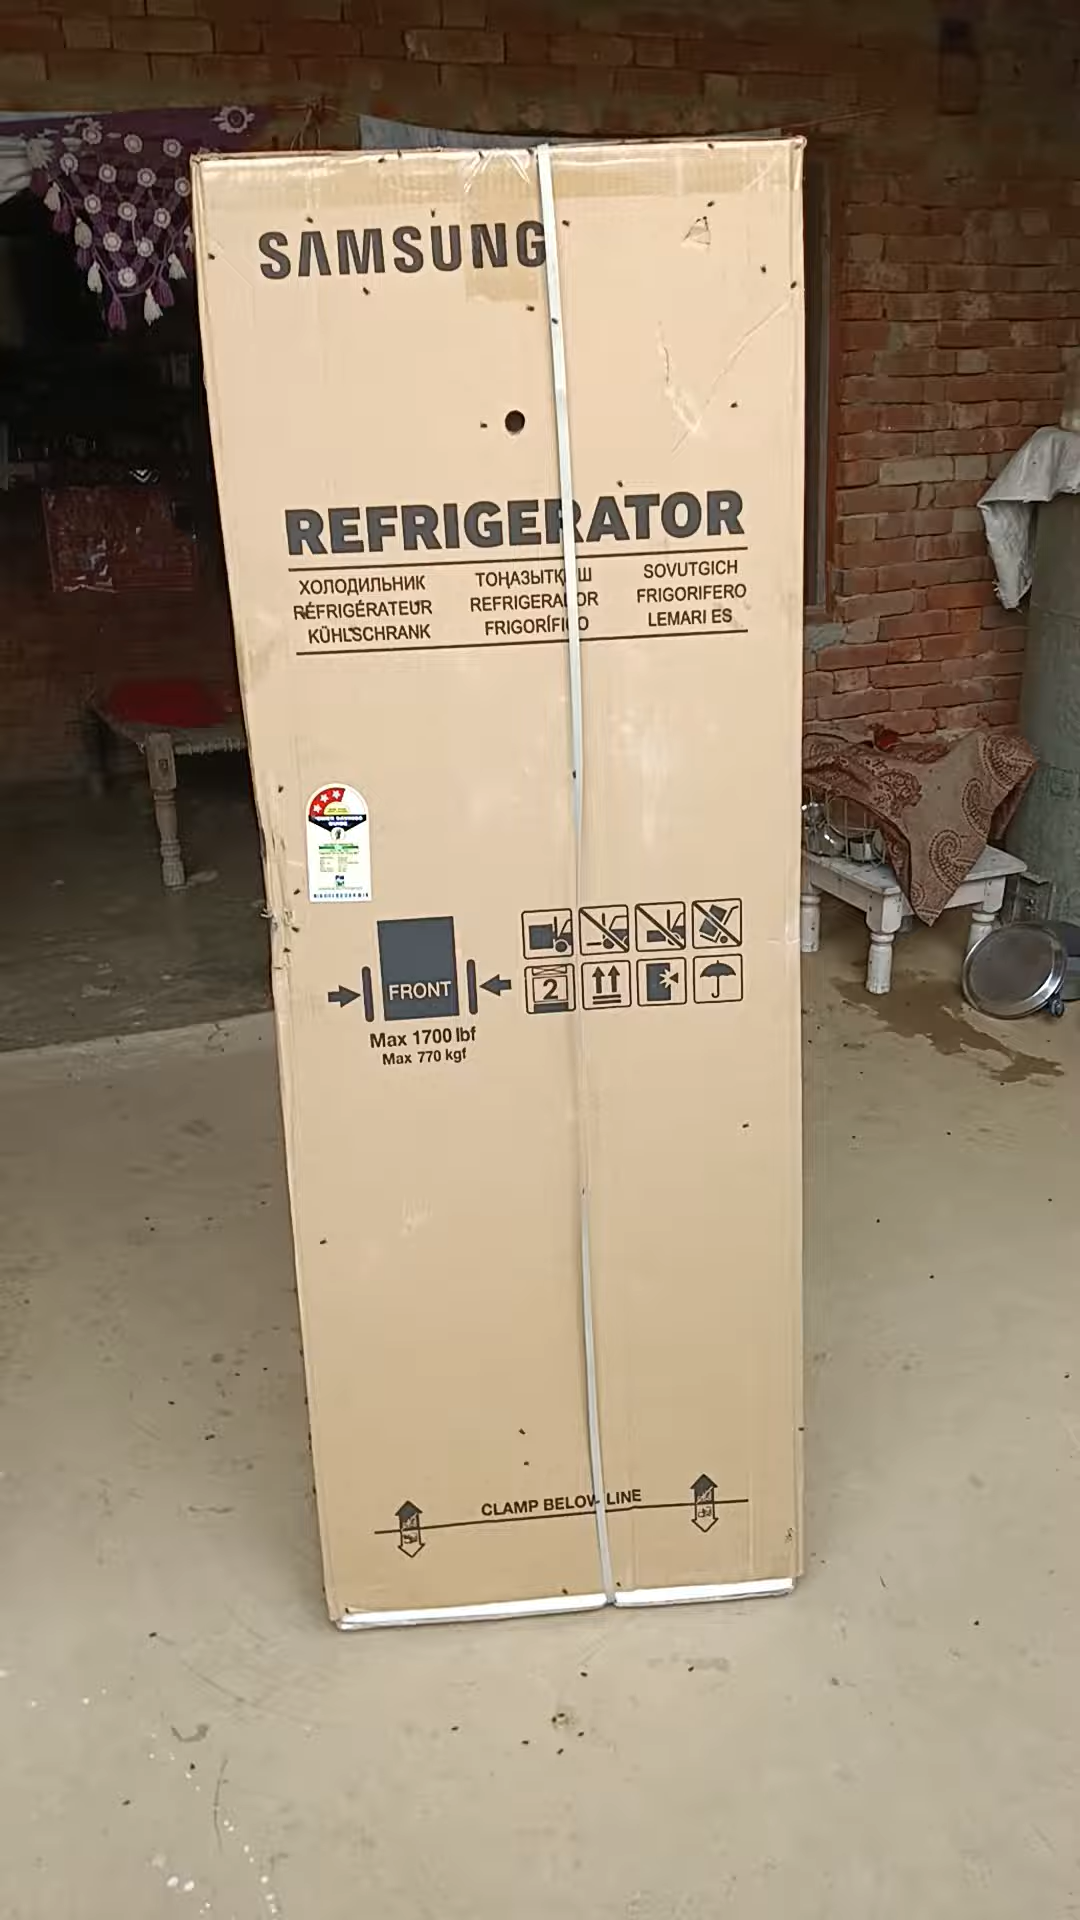 SAMSUNG
REFRIGERATOR
ХОЛОДИЛЬНИК ТОҢАЗЫТҚЫШ SOVUTGICH
RÉFRIGÉRATEUR REFRIGERADOR FRIGORIFERO
KÜHLSCHRANK FRIGORÍFICO LEMARI ES
FRONT
2
Max 1700 lbf
Max 770 kgf
CLAMP BELOW LINE